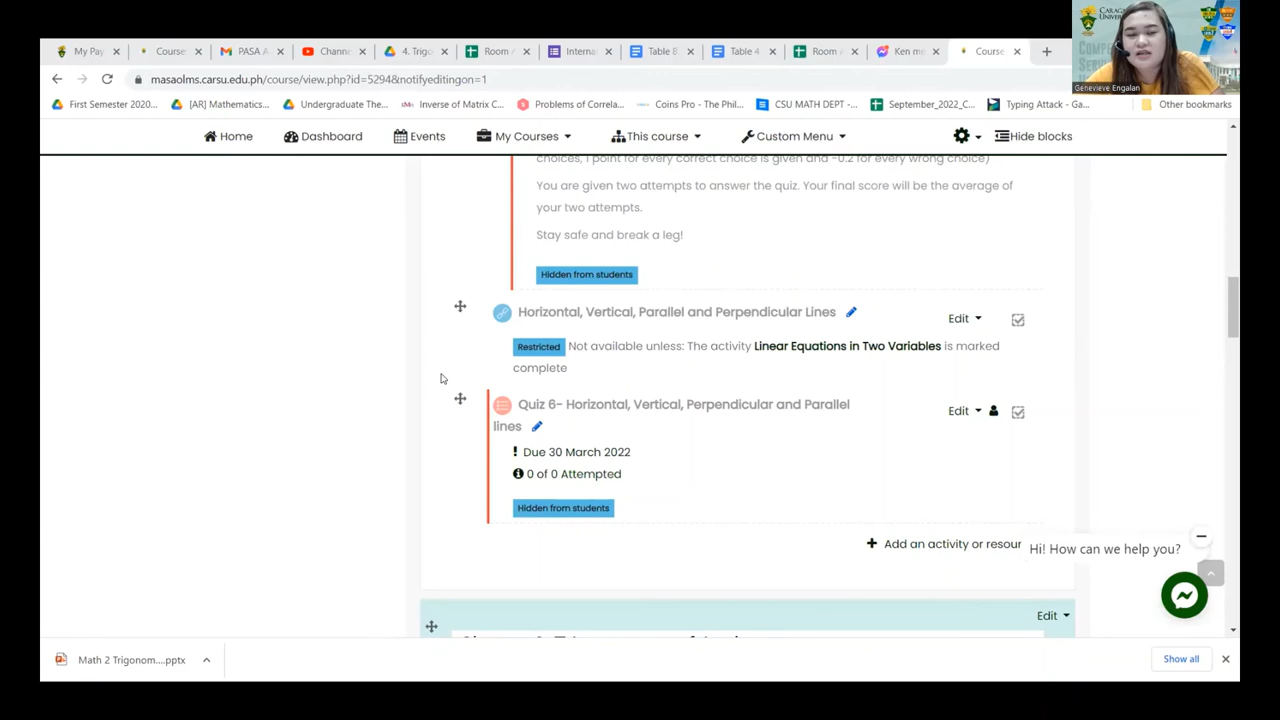 My Pay
Course
PASA A
Chann
4. Trigo
Room
Interna
Table 8.
Table 4
Room
Ken me
Course
masaolms.carsu.edu.ph/course/view.php?id=5294&notifyeditingon=1
First Semester 2020...
[AR] Mathematics...
Undergraduate The...
Inverse of Matrix C...
Problems of Correla...
Coins Pro - The Phil...
CSU MATH DEPT -...
September_2022_C...
Typing Attack - Ga...
Other bookmarks
Genevieve Engalan
Home
Dashboard
Events
My Courses
This course
Custom Menu
Hide blocks
choices, 1 point for every correct choice is given and -0.2 for every wrong choice)
You are given two attempts to answer the quiz. Your final score will be the average of
your two attempts.
Stay safe and break a leg!
Hidden from students
Horizontal, Vertical, Parallel and Perpendicular Lines
Edit
Restricted Not available unless: The activity Linear Equations in Two Variables is marked
complete
Quiz 6- Horizontal, Vertical, Perpendicular and Parallel
lines
Edit
! Due 30 March 2022
0 of 0 Attempted
Hidden from students
+ Add an activity or resour
Hi! How can we help you?
Edit
Math 2 Trigonom....pptx
Show all